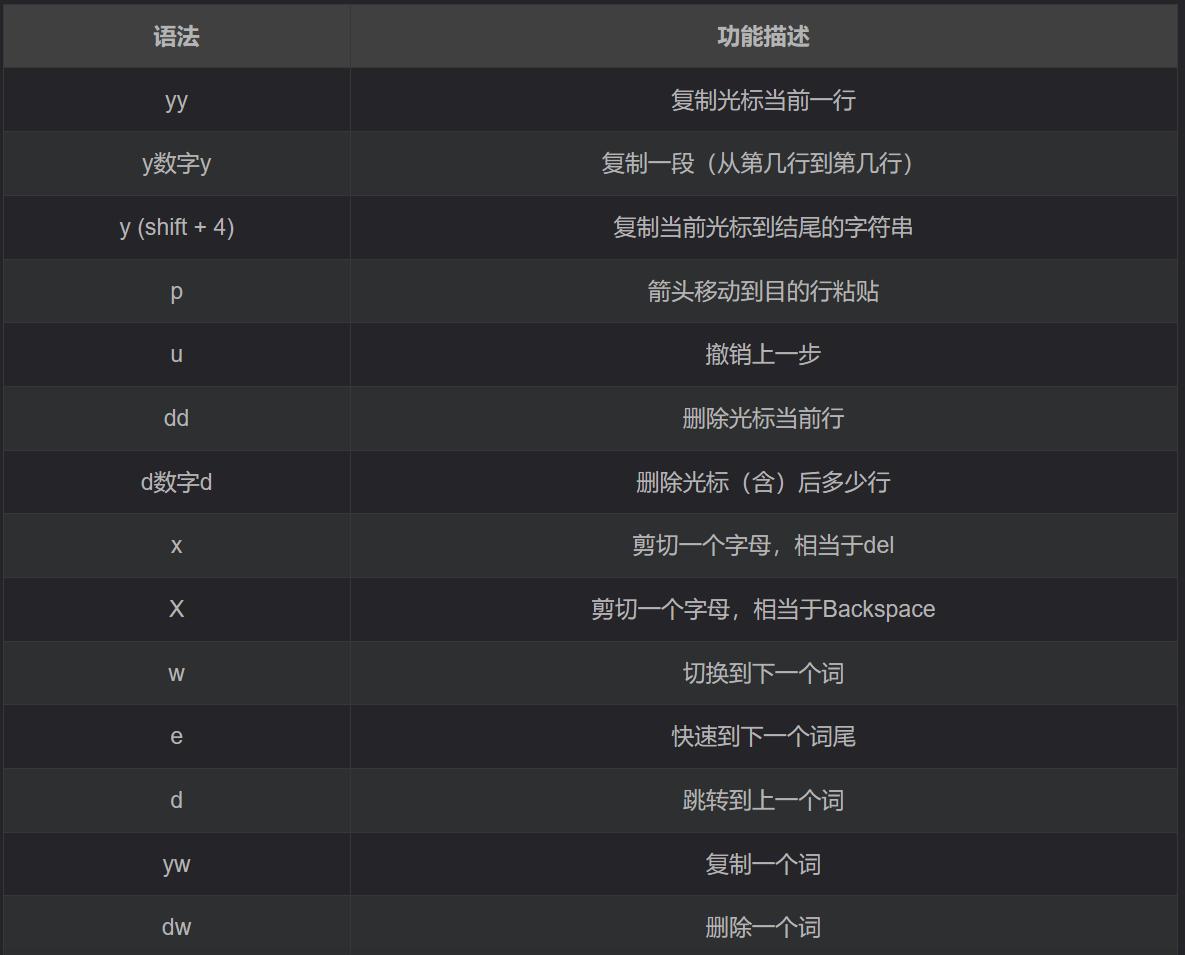 语法 功能描述
yy 复制光标当前一行
y数字y 复制一段（从第几行到第几行）
y (shift + 4) 复制当前光标到结尾的字符串
p 箭头移动到目的行粘贴
u 撤销上一步
dd 删除光标当前行
d数字d 删除光标（含）后多少行
x 剪切一个字母，相当于del
X 剪切一个字母，相当于Backspace
w 切换到下一个词
e 快速到下一个词尾
d 跳转到上一个词
yw 复制一个词
dw 删除一个词